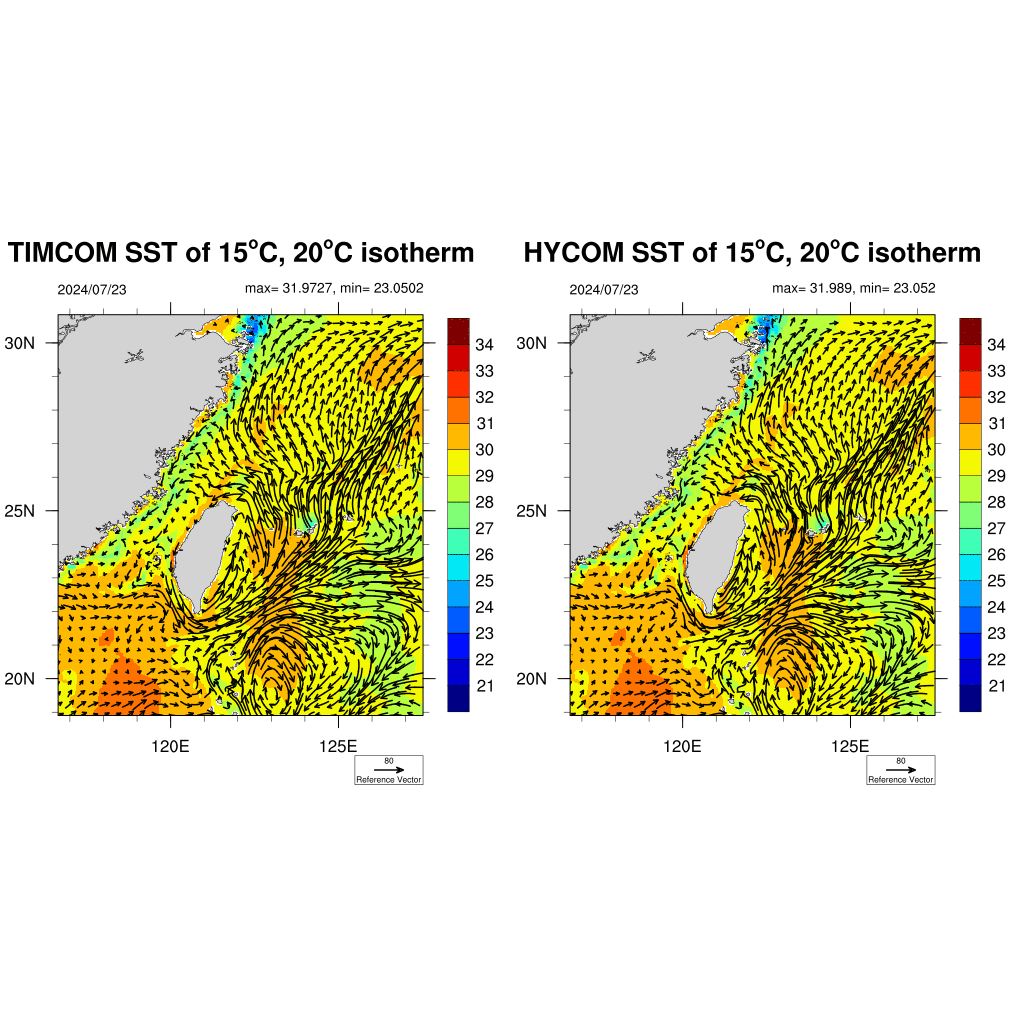 TIMCOM SST of 15°C, 20°C isotherm
2024/07/23
max= 31.9727, min= 23.0502
30N
25N
20N
120E
125E
34
33
32
31
30
29
28
27
26
25
24
23
22
21
80
Reference Vector
HYCOM SST of 15°C, 20°C isotherm
2024/07/23
max= 31.989, min= 23.052
30N
25N
20N
120E
125E
34
33
32
31
30
29
28
27
26
25
24
23
22
21
80
Reference Vector